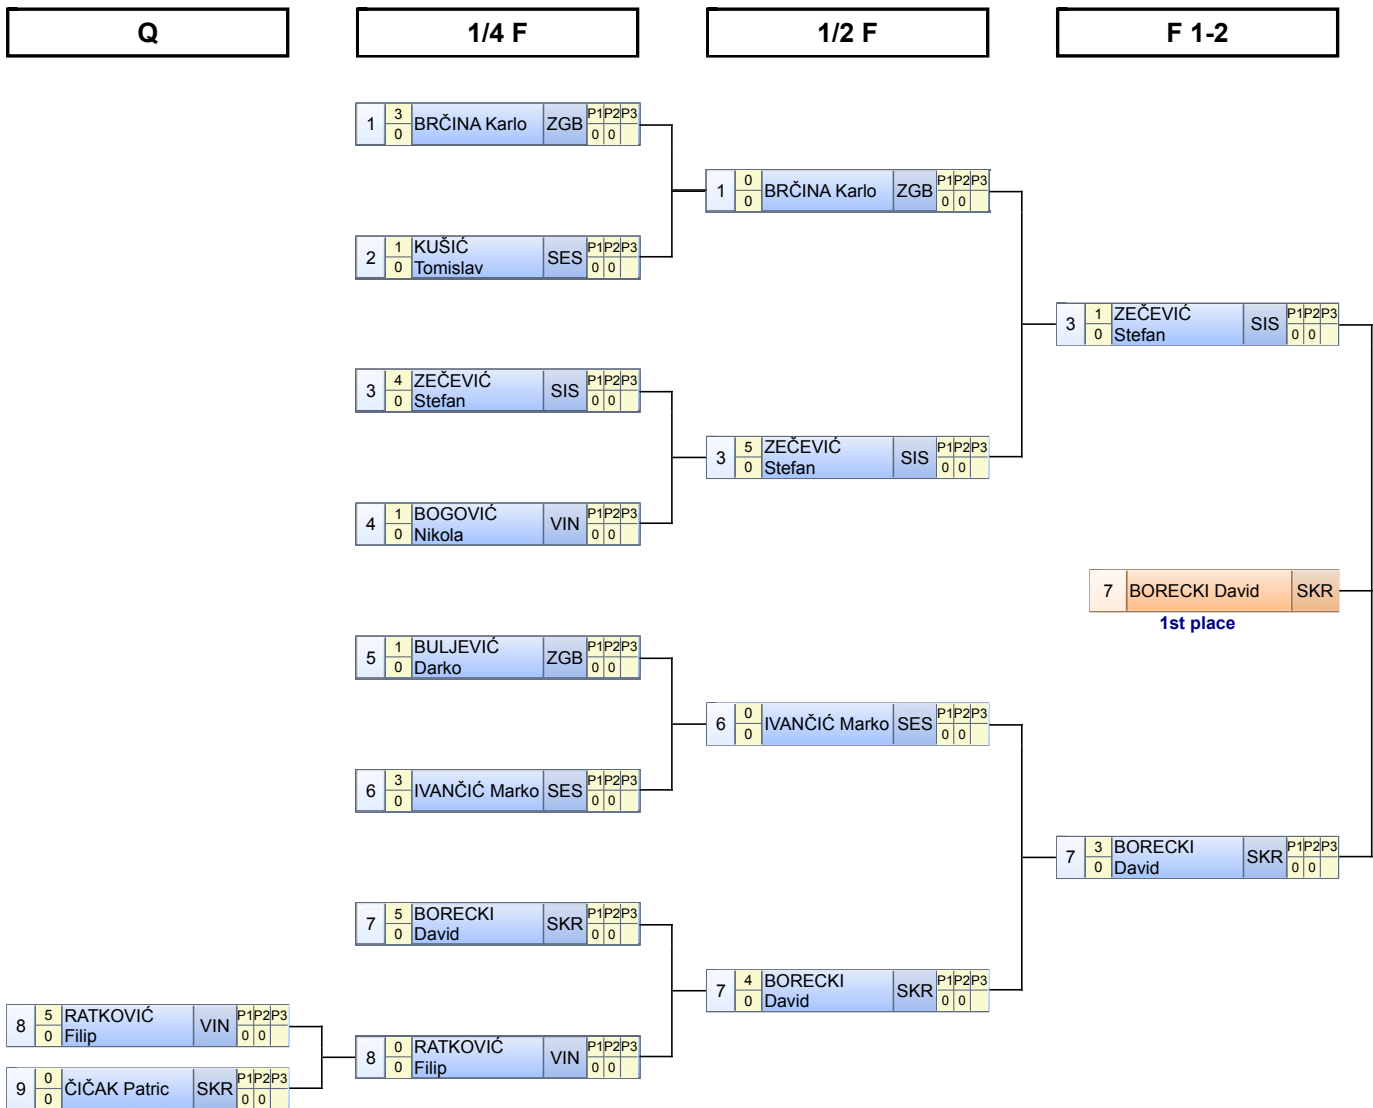 Q
1/4 F
1/2 F
F 1-2
1 3 0 BRČINA Karlo ZGB P1 P2 P3 0 0
2 1 0 KUŠIĆ Tomislav SES P1 P2 P3 0 0
3 4 0 ZEČEVIĆ Stefan SIS P1 P2 P3 0 0
4 1 0 BOGOVIĆ Nikola VIN P1 P2 P3 0 0
5 1 0 BULJEVIĆ Darko ZGB P1 P2 P3 0 0
6 3 0 IVANČIĆ Marko SES P1 P2 P3 0 0
7 5 0 BORECKI David SKR P1 P2 P3 0 0
8 5 0 RATKOVIĆ Filip VIN P1 P2 P3 0 0
9 0 0 ČIČAK Patric SKR P1 P2 P3 0 0
8 0 0 RATKOVIĆ Filip VIN P1 P2 P3 0 0
1 0 0 BRČINA Karlo ZGB P1 P2 P3 0 0
3 5 0 ZEČEVIĆ Stefan SIS P1 P2 P3 0 0
6 0 0 IVANČIĆ Marko SES P1 P2 P3 0 0
7 4 0 BORECKI David SKR P1 P2 P3 0 0
3 1 0 ZEČEVIĆ Stefan SIS P1 P2 P3 0 0
7 BORECKI David SKR
1st place
7 3 0 BORECKI David SKR P1 P2 P3 0 0